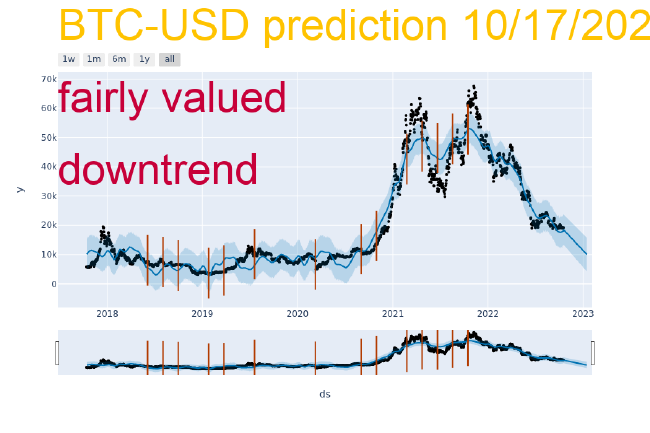 BTC-USD prediction 10/17/202
1w 1m 6m 1y all
70k
fairly valued
60k
50k
40k
downtrend
30k
y
20k
10k
0
2018 2019 2020 2021 2022 2023
ds